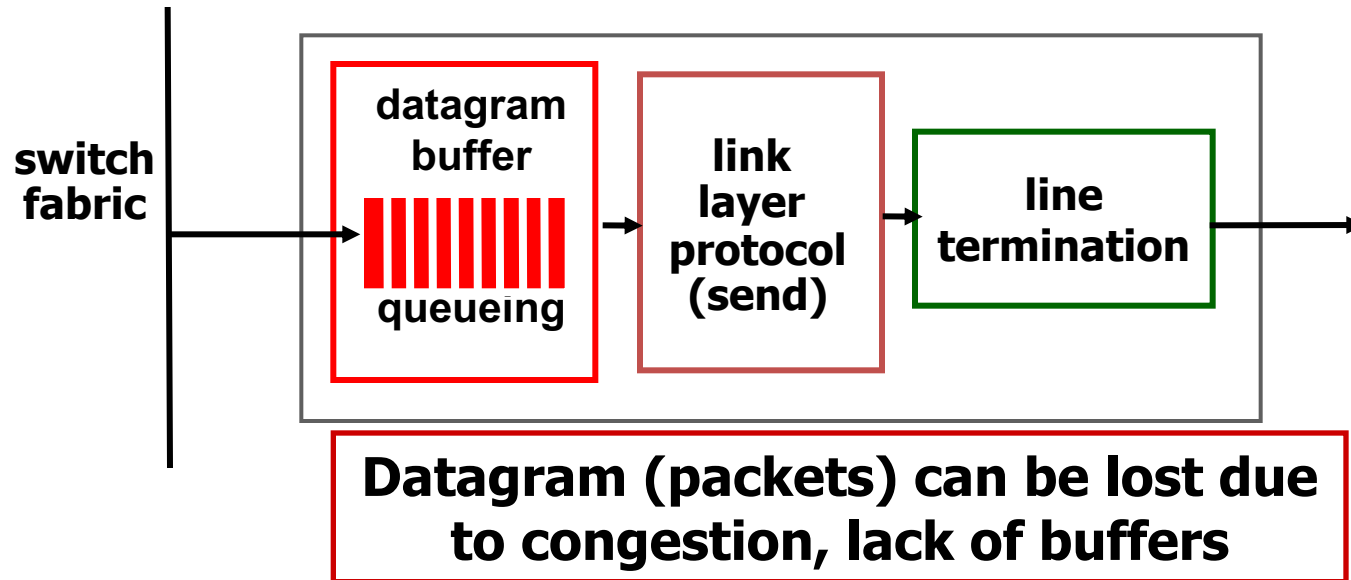 switch
fabric
datagram
buffer
queueing
link
layer
protocol
(send)
line
termination
Datagram (packets) can be lost due
to congestion, lack of buffers